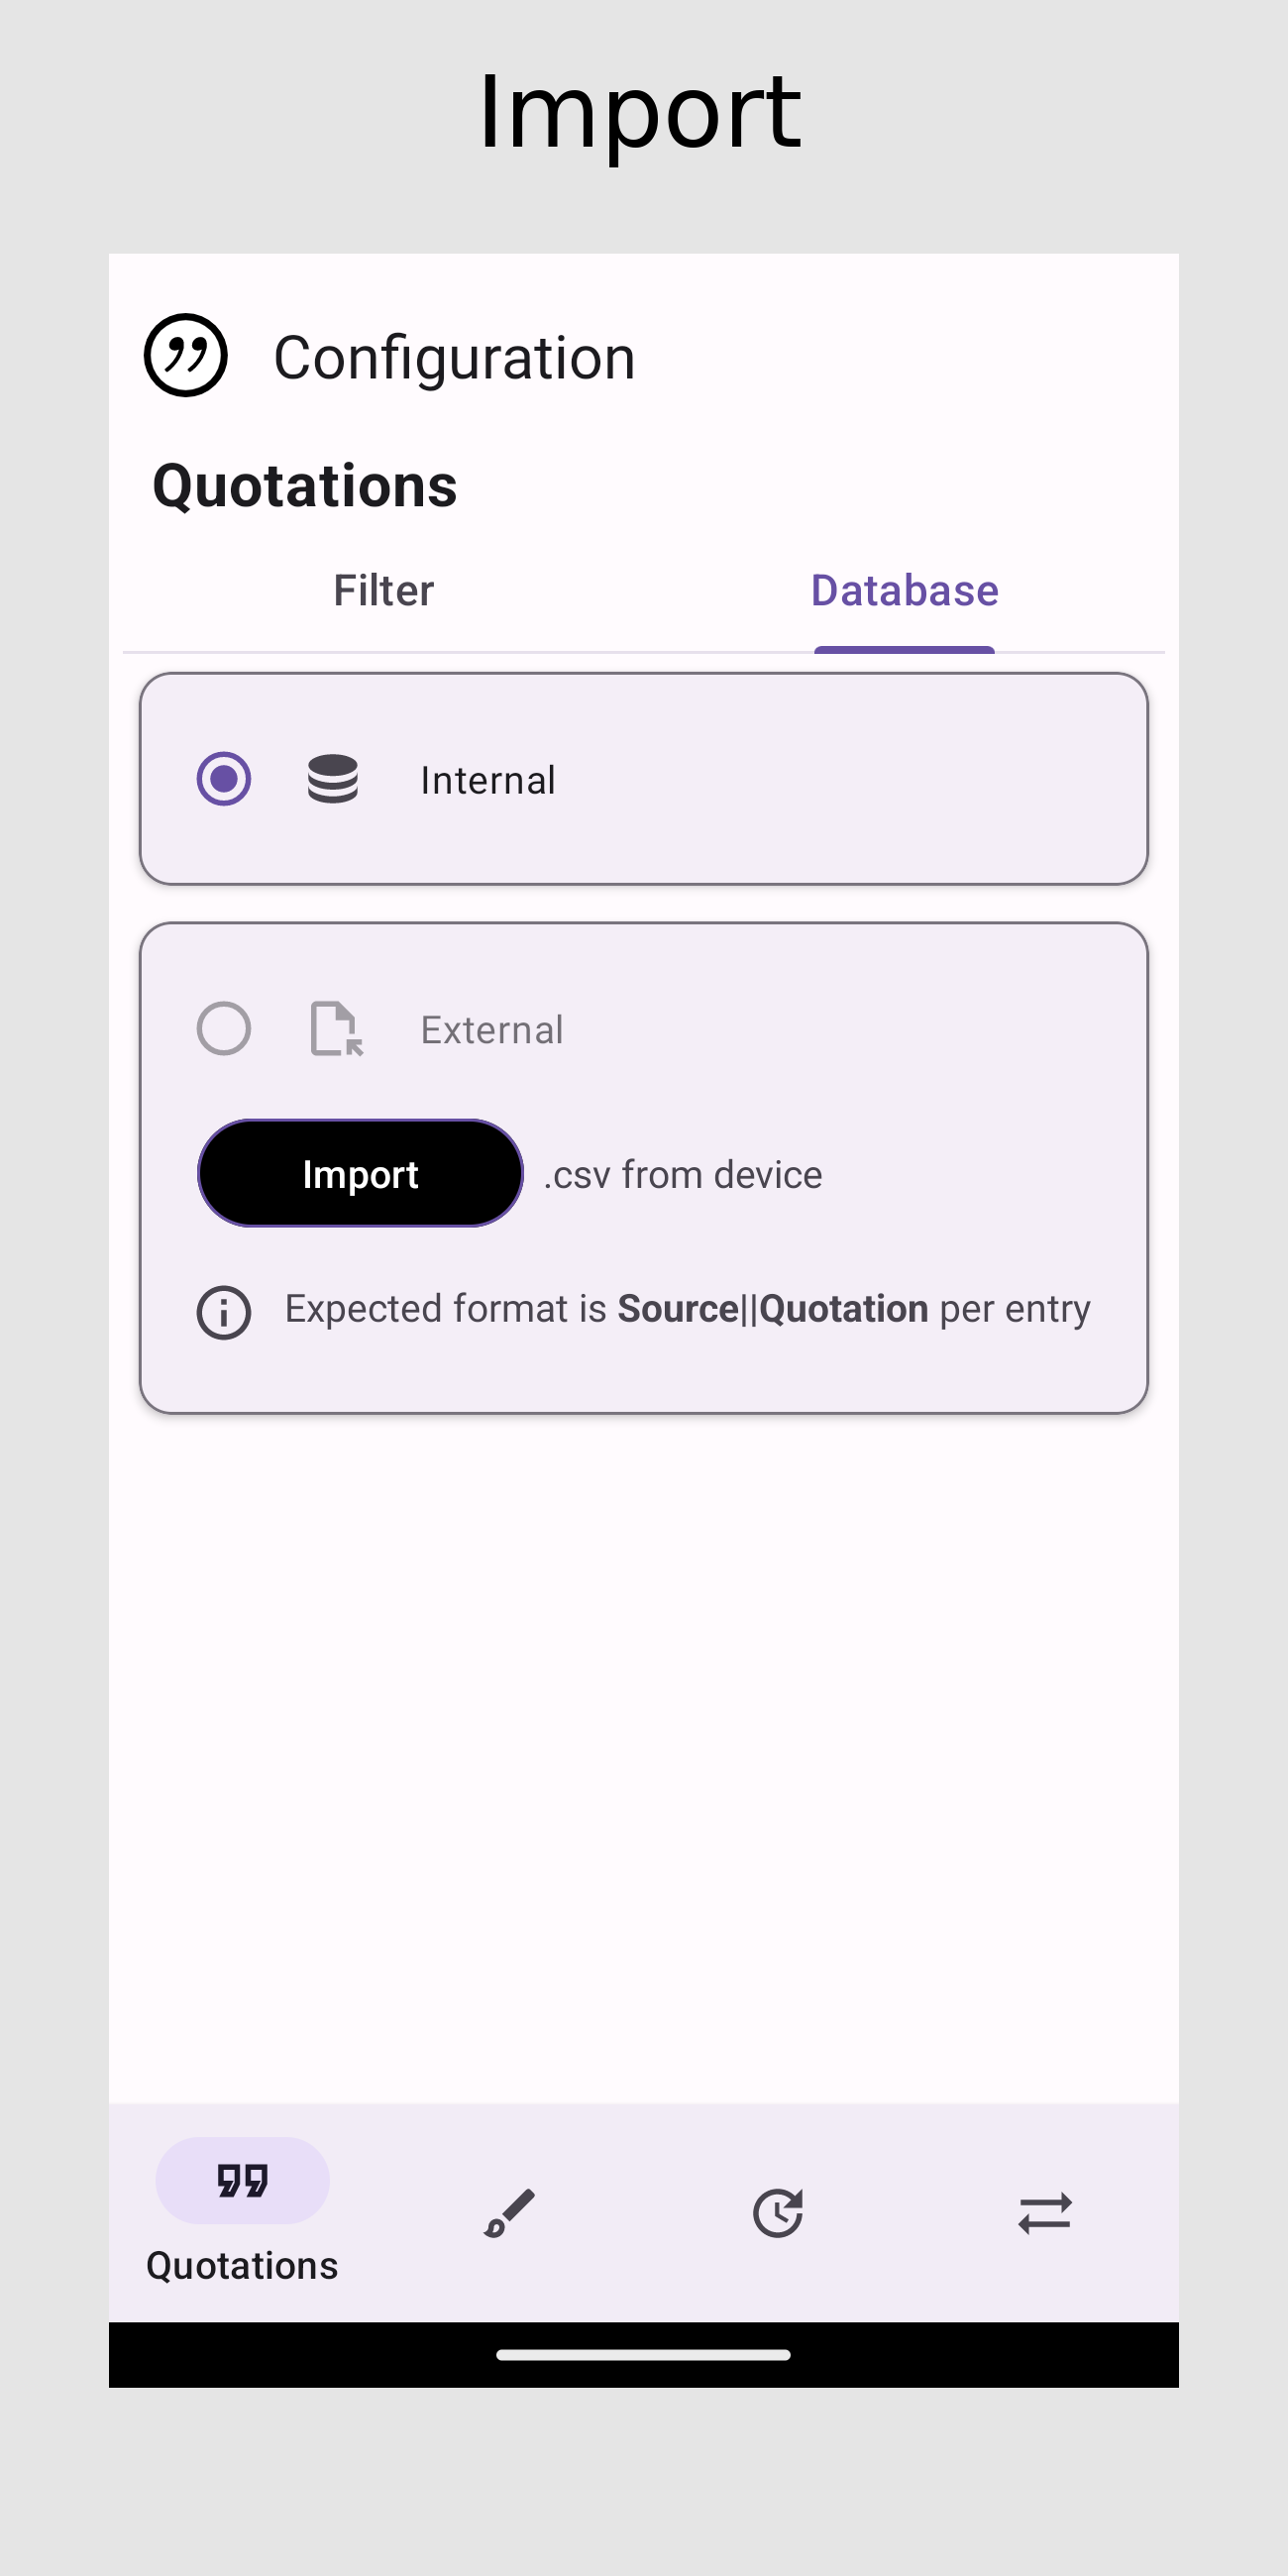 Import
Configuration
Quotations
Filter
Database
Internal
External
Import
.csv from device
Expected format is Source||Quotation per entry
Quotations